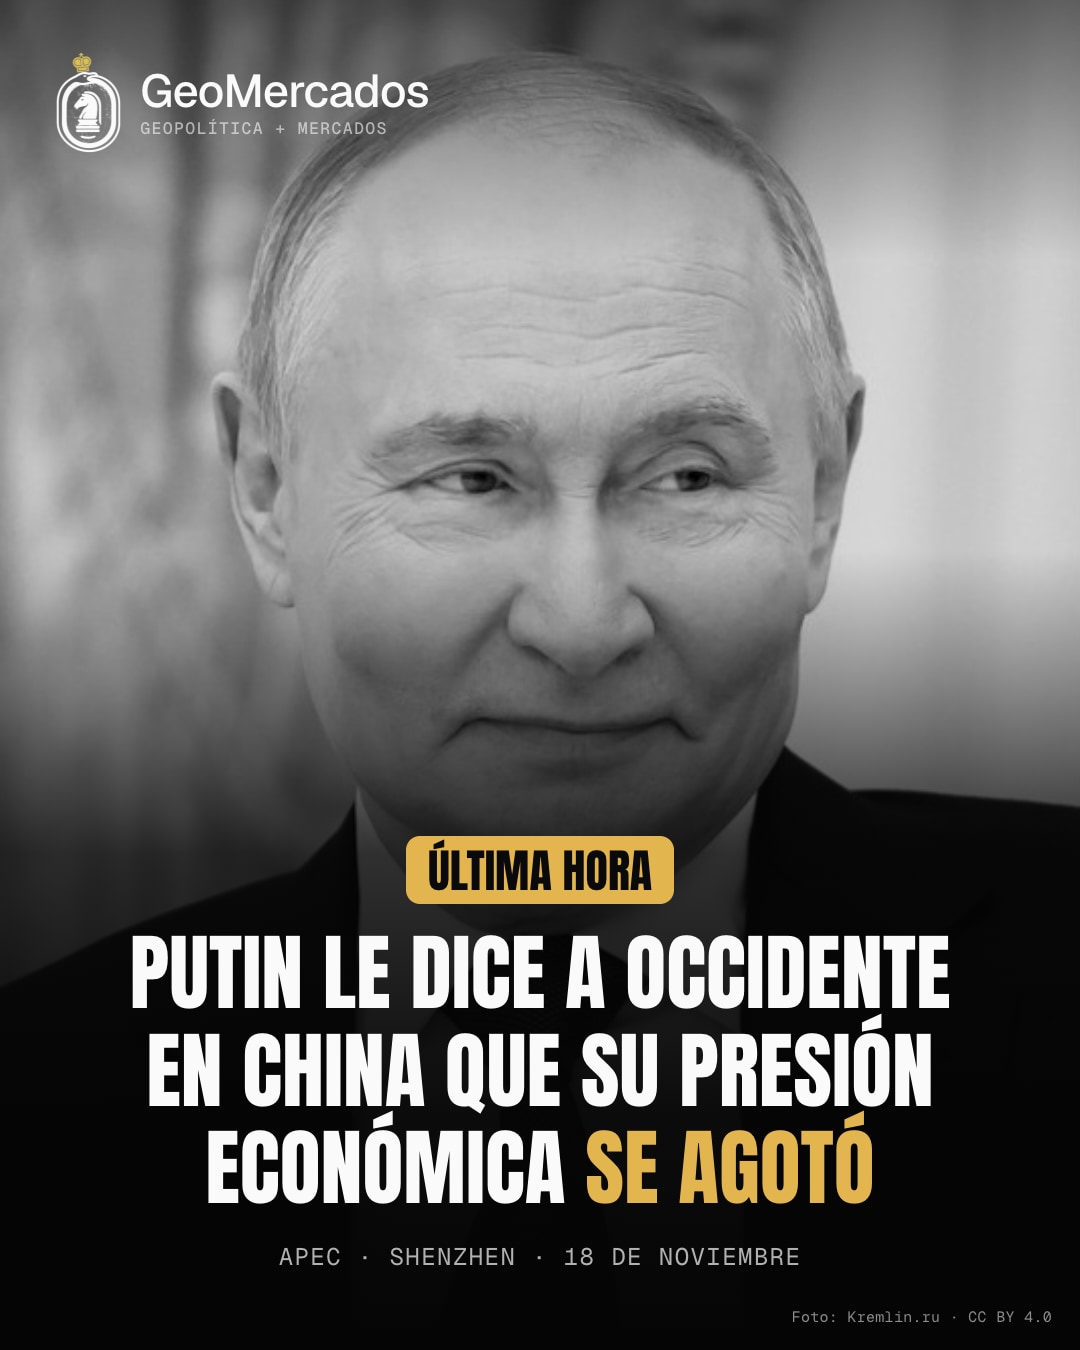 GeoMercados
GEOPOLÍTICA + MERCADOS
ÚLTIMA HORA
PUTIN LE DICE A OCCIDENTE
EN CHINA QUE SU PRESIÓN
ECONÓMICA SE AGOTÓ
APEC · SHENZHEN · 18 DE NOVIEMBRE
Foto: Kremlin.ru · CC BY 4.0